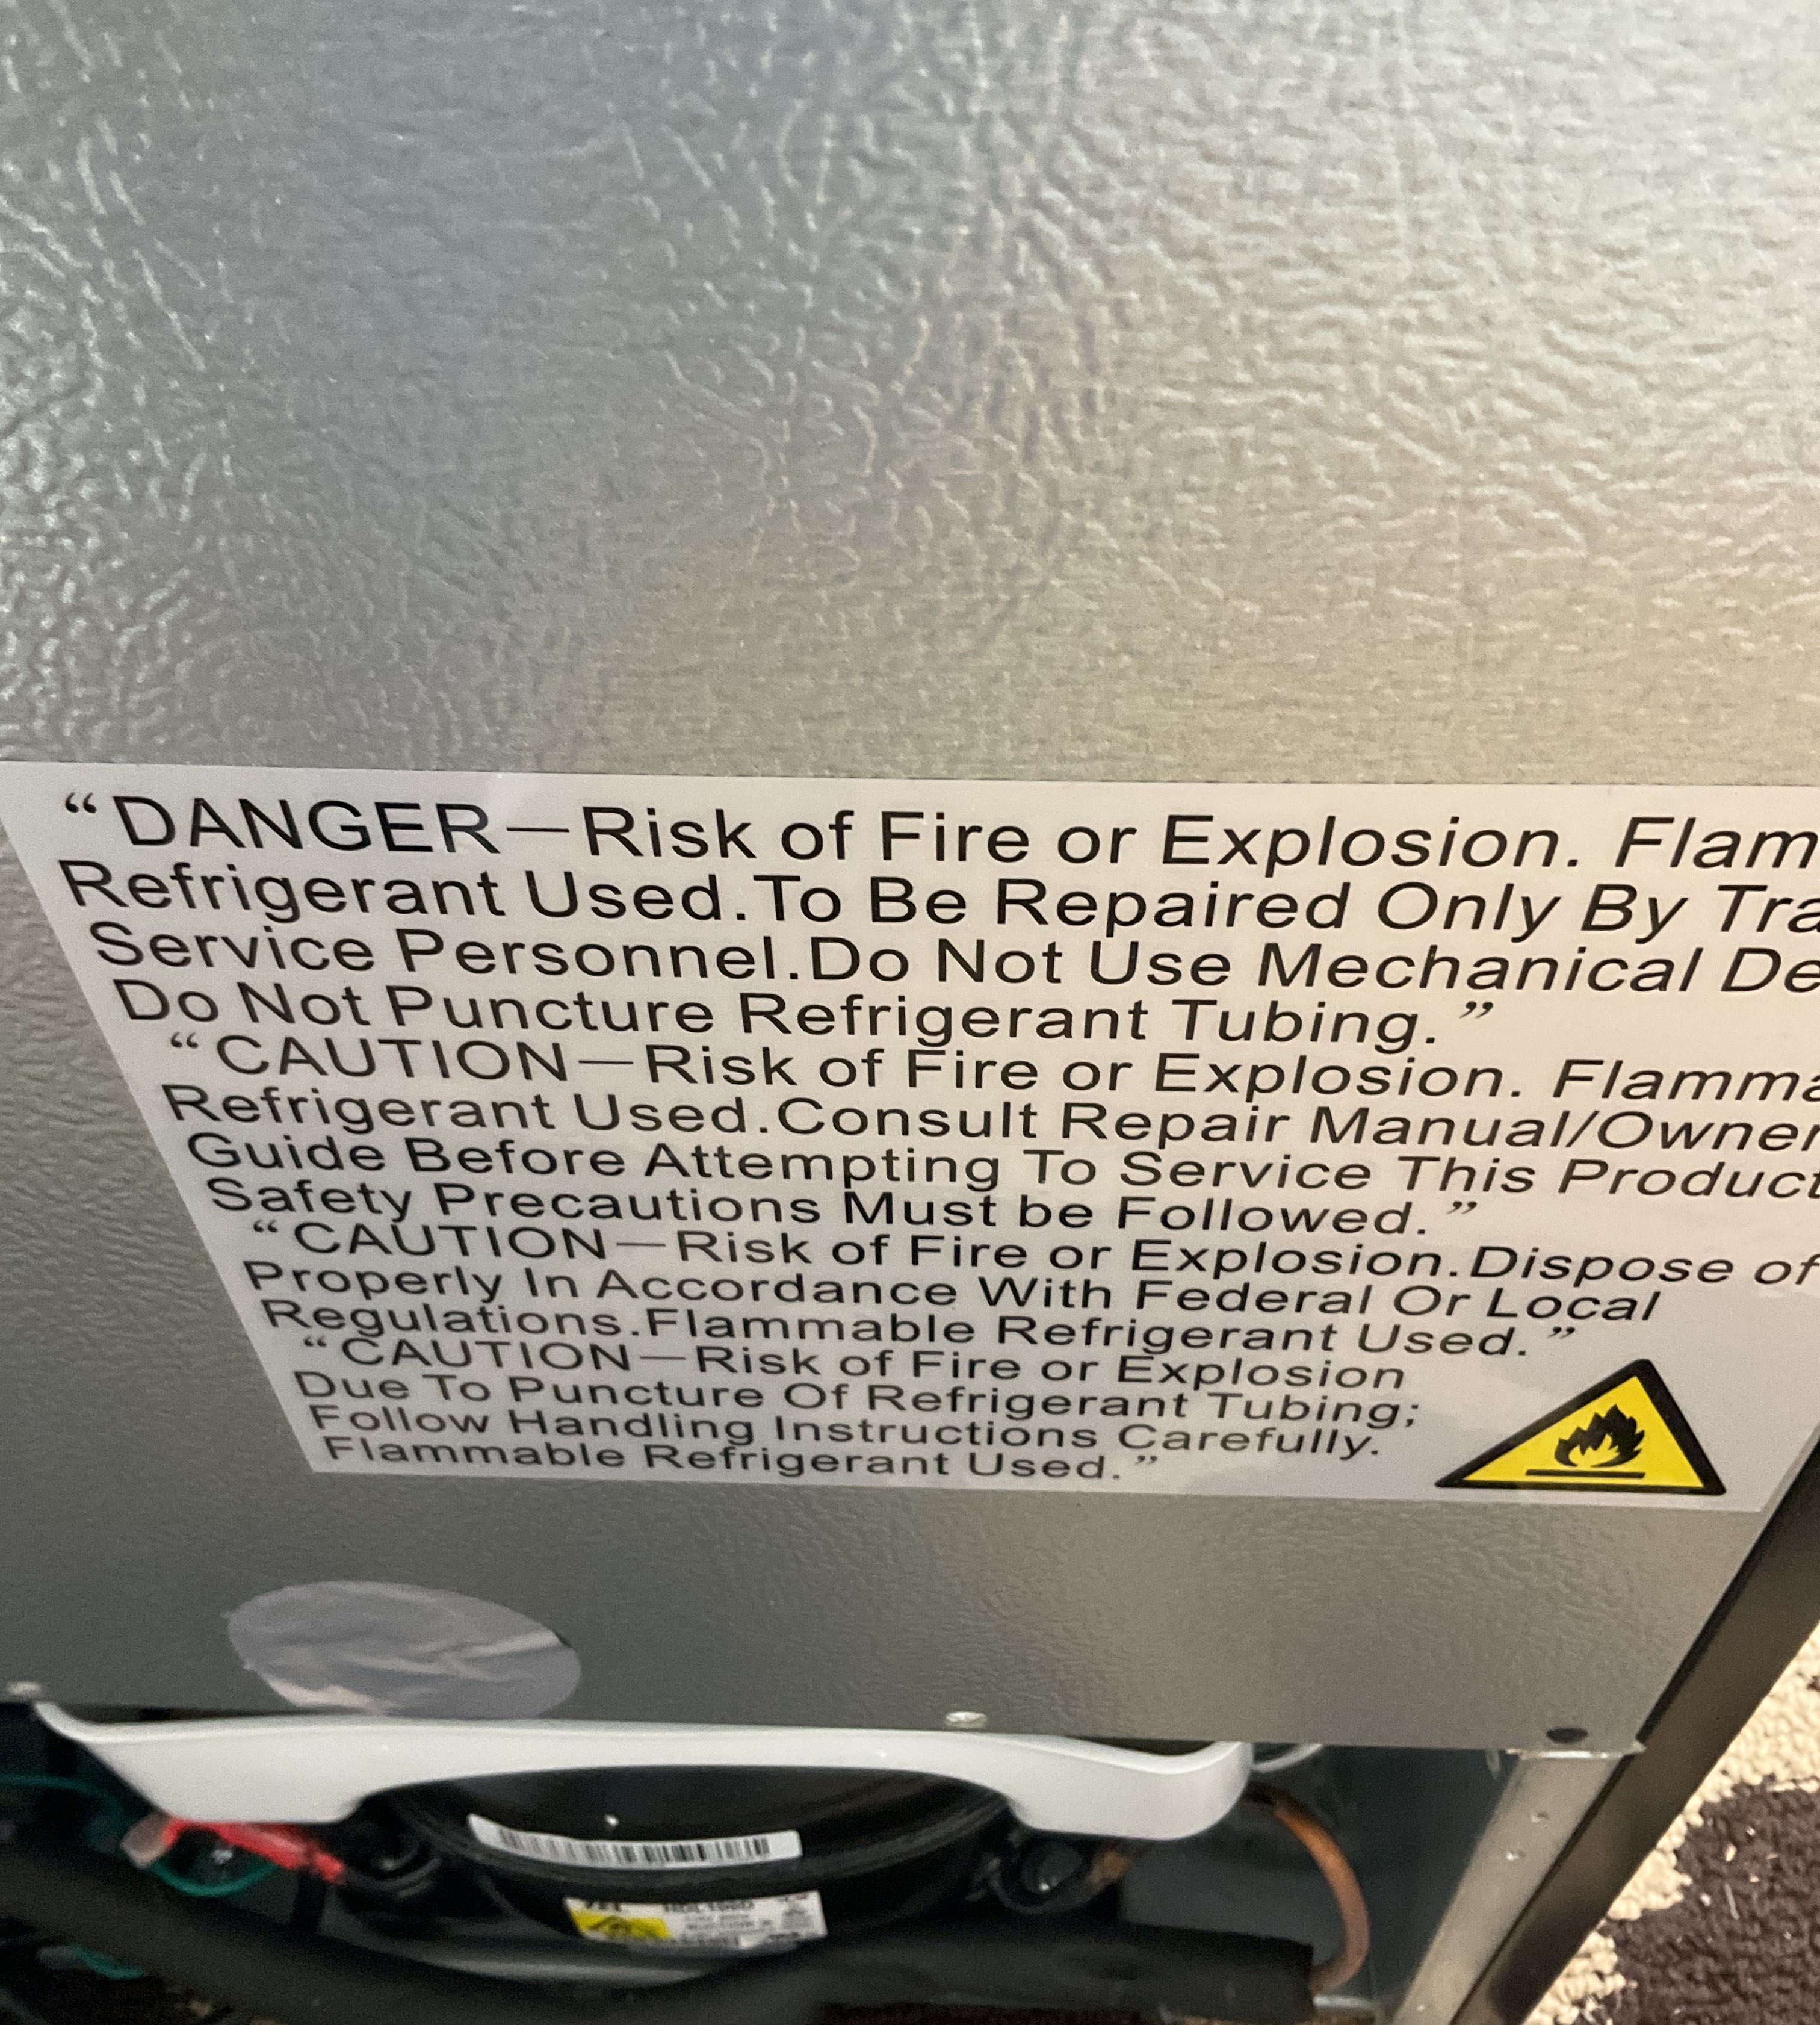 “DANGER—Risk of Fire or Explosion. Flam
Refrigerant Used.To Be Repaired Only By Tra
Service Personnel.Do Not Use Mechanical De
Do Not Puncture Refrigerant Tubing.”
“CAUTION—Risk of Fire or Explosion. Flamma
Refrigerant Used.Consult Repair Manual/Owner
Guide Before Attempting To Service This Product
Safety Precautions Must be Followed.”
“CAUTION—Risk of Fire or Explosion.Dispose of
Properly In Accordance With Federal Or Local
Regulations.Flammable Refrigerant Used.”
“CAUTION—Risk of Fire or Explosion
Due To Puncture Of Refrigerant Tubing;
Follow Handling Instructions Carefully.
Flammable Refrigerant Used.”